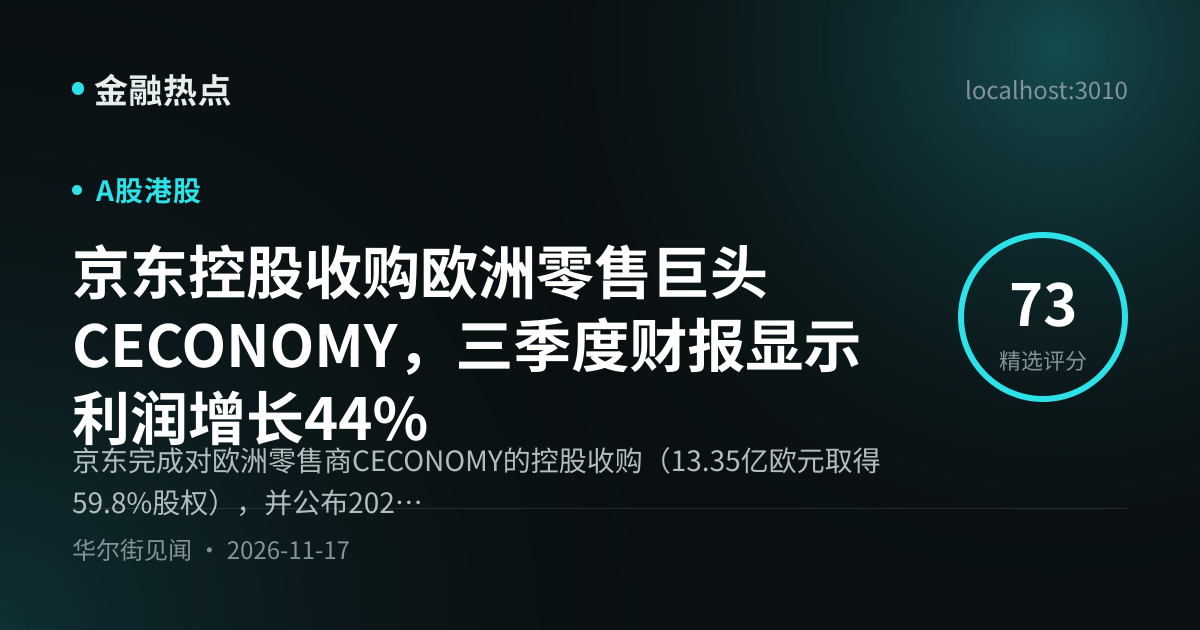 金融热点
localhost:3010
A股港股
京东控股收购欧洲零售巨头
CECONOMY，三季度财报显示
利润增长44%
73
精选评分
京东完成对欧洲零售商CECONOMY的控股收购（13.35亿欧元取得
59.8%股权），并公布202…
华尔街见闻 · 2026-11-17